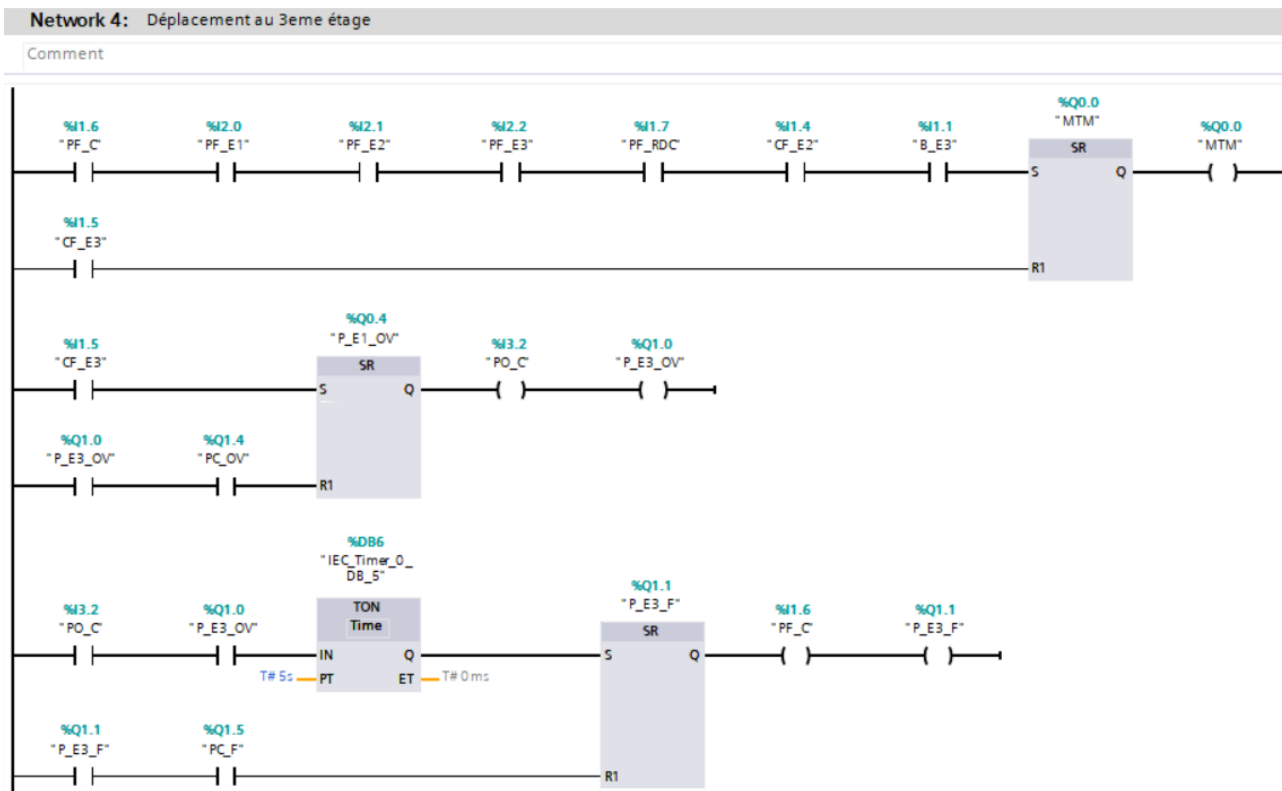 Network 4: Déplacement au 3eme étage
Comment
%Q0.0
"MTM"
%I1.6 %I2.0 %I2.1 %I2.2 %I1.7 %I1.4 %I1.1 %Q0.0
"PF_C" "PF_E1" "PF_E2" "PF_E3" "PF_RDC" "CF_E2" "B_E3" SR "MTM"
S Q
%I1.5
"CF_E3"
R1
%Q0.4
"P_E1_OV"
%I1.5 %I3.2 %Q1.0
"CF_E3" SR "PO_C" "P_E3_OV"
S Q
%Q1.0 %Q1.4
"P_E3_OV" "PC_OV"
R1
%DB6
"IEC_Timer_0_
DB_5"
%Q1.1
"P_E3_F"
%I3.2 %Q1.0 TON %I1.6 %Q1.1
"PO_C" "P_E3_OV" Time SR "PF_C" "P_E3_F"
IN Q S Q
T# 5s PT ET T# 0ms
%Q1.1 %Q1.5
"P_E3_F" "PC_F"
R1